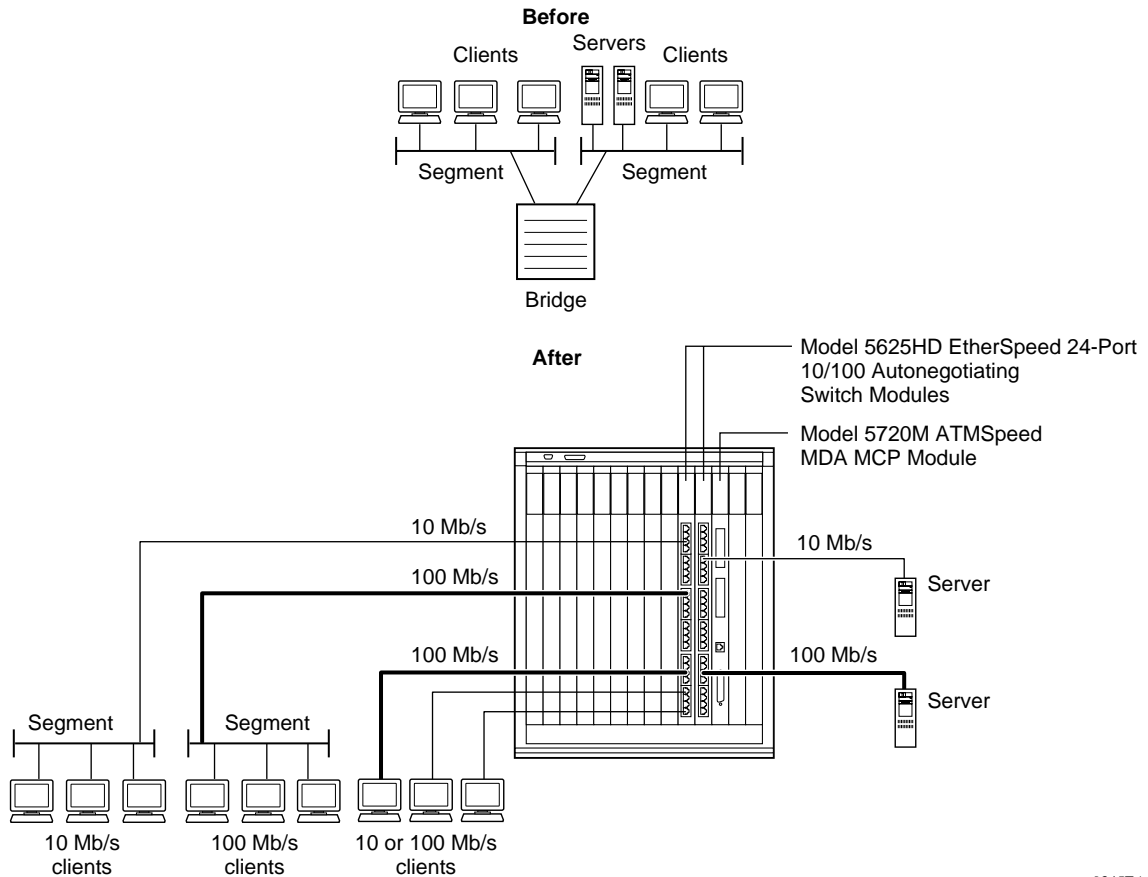 Before
Clients
Servers
Clients
Segment
Segment
Bridge
After
Model 5625HD EtherSpeed 24-Port
10/100 Autonegotiating
Switch Modules
Model 5720M ATMSpeed
MDA MCP Module
10 Mb/s
10 Mb/s
Server
100 Mb/s
100 Mb/s
100 Mb/s
Server
Segment
Segment
10 Mb/s
clients
100 Mb/s
clients
10 or 100 Mb/s
clients